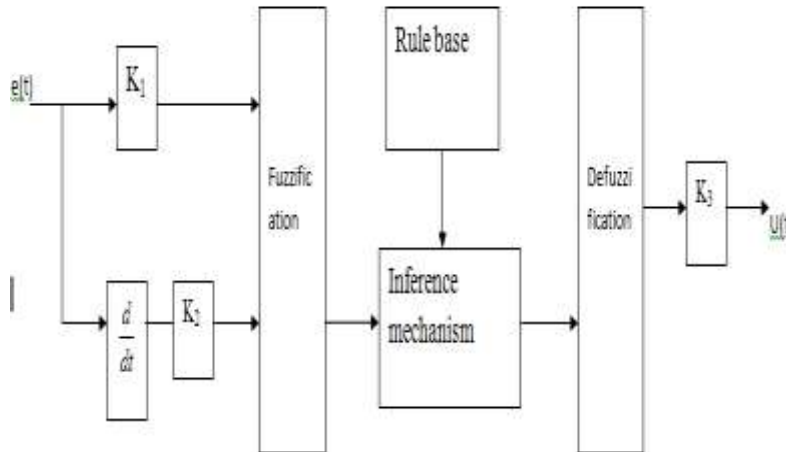 e(t)
K₁
Fuzzific
ation
d
dt
K₂
Rule base
Inference
mechanism
Defuzzi
fication
K₃
U(t